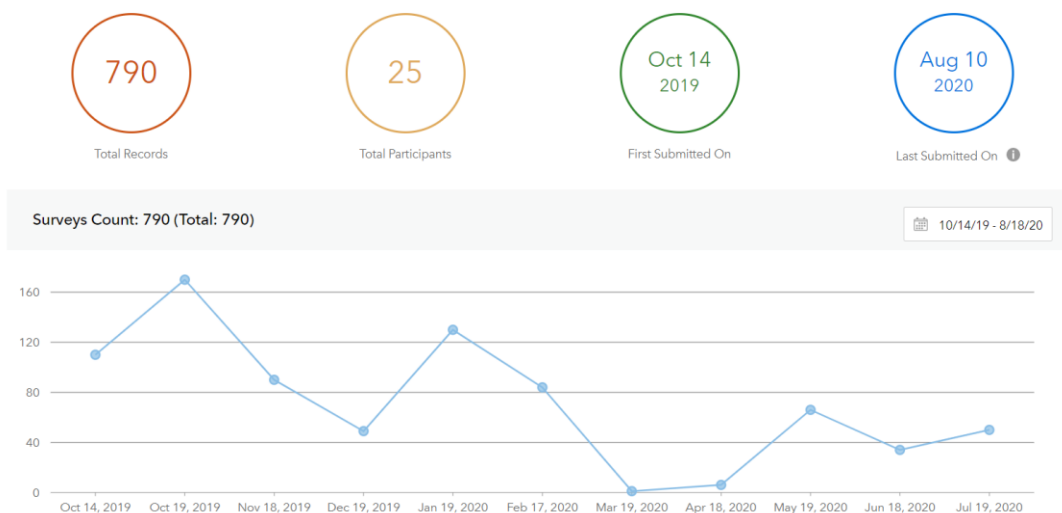 790
Total Records
25
Total Participants
Oct 14
2019
First Submitted On
Aug 10
2020
Last Submitted On
Surveys Count: 790 (Total: 790)
10/14/19 - 8/18/20
160
120
80
40
0
Oct 14, 2019 Oct 19, 2019 Nov 18, 2019 Dec 19, 2019 Jan 19, 2020 Feb 17, 2020 Mar 19, 2020 Apr 18, 2020 May 19, 2020 Jun 18, 2020 Jul 19, 2020